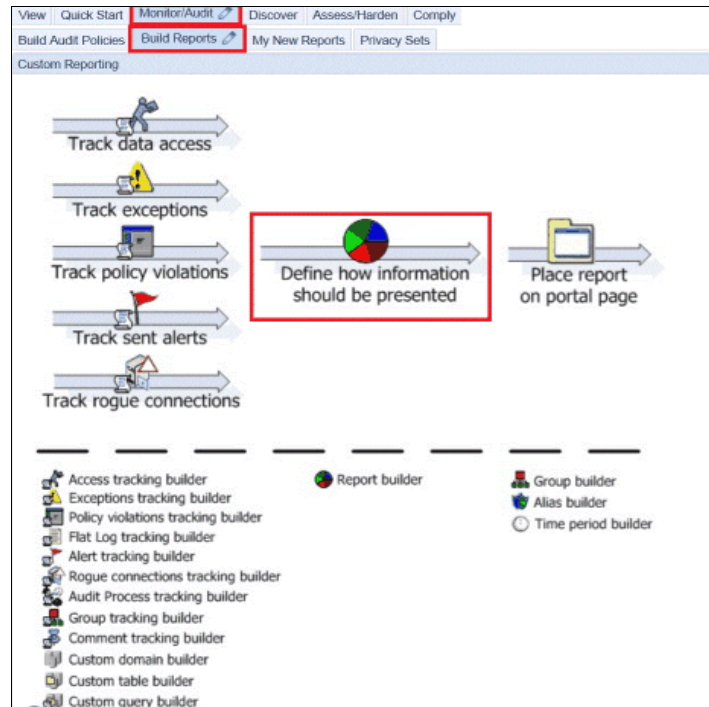 View Quick Start Monitor/Audit Discover Assess/Harden Comply
Build Audit Policies Build Reports My New Reports Privacy Sets
Custom Reporting
Track data access
Track exceptions
Track policy violations
Track sent alerts
Track rogue connections
Define how information
should be presented
Place report
on portal page
Access tracking builder
Exceptions tracking builder
Policy violations tracking builder
Flat Log tracking builder
Alert tracking builder
Rogue connections tracking builder
Audit Process tracking builder
Group tracking builder
Comment tracking builder
Custom domain builder
Custom table builder
Custom query builder
Report builder
Group builder
Alias builder
Time period builder